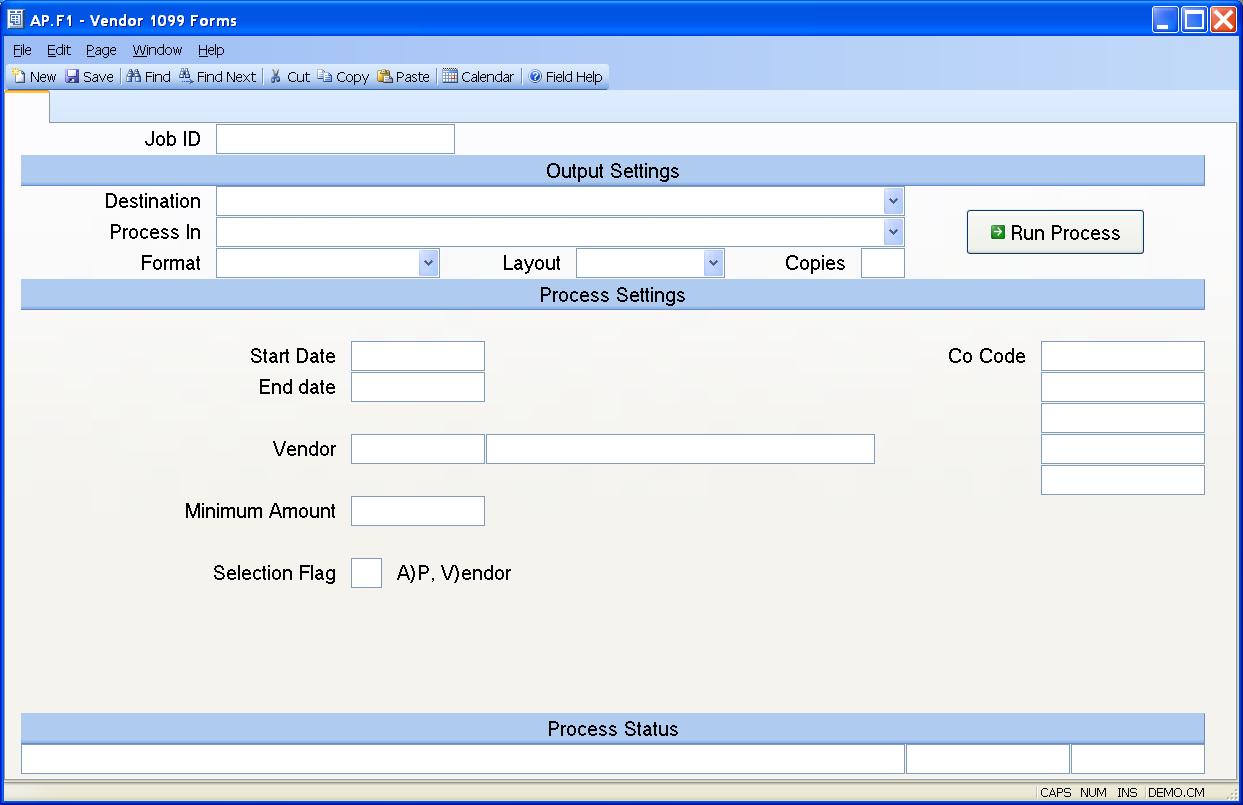 AP.F1 - Vendor 1099 Forms
File Edit Page Window Help
New Save Find Find Next Cut Copy Paste Calendar Field Help
Job ID
Output Settings
Destination
Process In
Run Process
Format Layout Copies
Process Settings
Start Date Co Code
End date
Vendor
Minimum Amount
Selection Flag A)P, V)endor
Process Status
CAPS NUM INS DEMO.CM